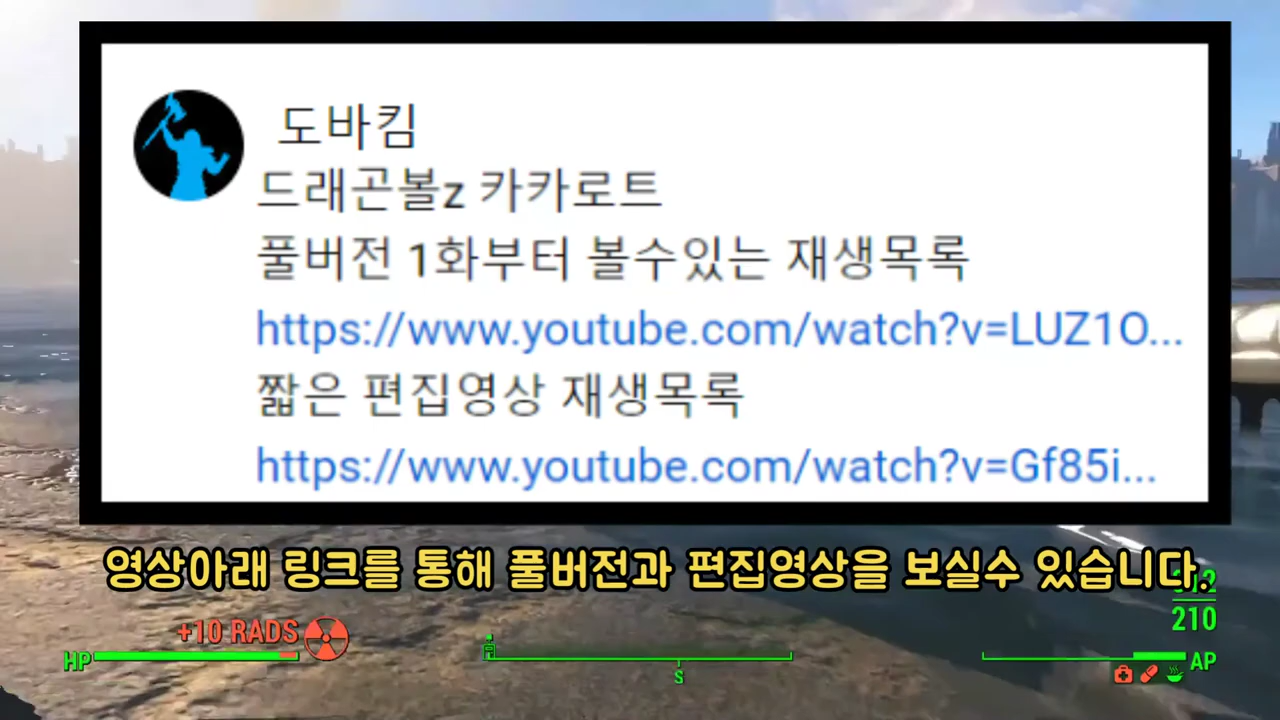 도바킴
드래곤볼z 카카로트
풀버전 1화부터 볼수있는 재생목록
https://www.youtube.com/watch?v=LUZ1O...
짧은 편집영상 재생목록
https://www.youtube.com/watch?v=Gf85i...
영상아래 링크를 통해 풀버전과 편집영상을 보실수 있습니다.
210
+10 RADS
HP
S
AP